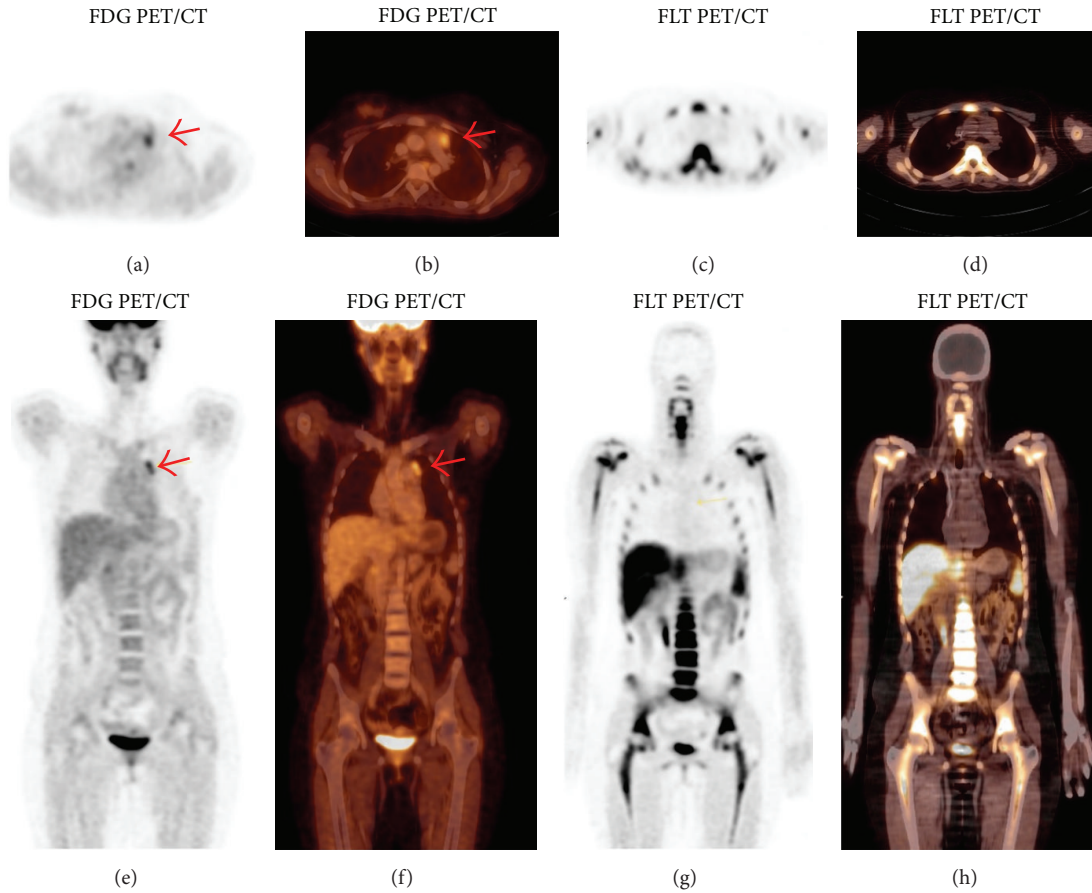 FDG PET/CT
FDG PET/CT
FLT PET/CT
FLT PET/CT
(a)
(b)
(c)
(d)
FDG PET/CT
FDG PET/CT
FLT PET/CT
FLT PET/CT
(e)
(f)
(g)
(h)